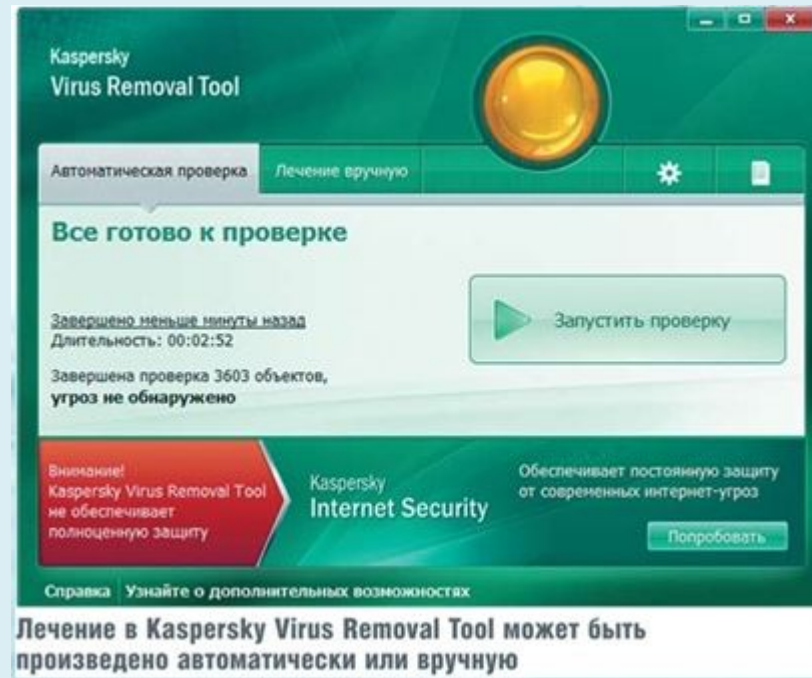 Kaspersky
Virus Removal Tool
Автоматическая проверка
Лечение вручную
Все готово к проверке
Завершено меньше минуты назад
Длительность: 00:02:52
Завершена проверка 3603 объектов,
угроз не обнаружено
Запустить проверку
Внимание!
Kaspersky Virus Removal Tool
не обеспечивает
полноценную защиту
Kaspersky
Internet Security
Обеспечивает постоянную защиту
от современных интернет-угроз
Попробовать
Справка Узнайте о дополнительных возможностях
Лечение в Kaspersky Virus Removal Tool может быть
произведено автоматически или вручную